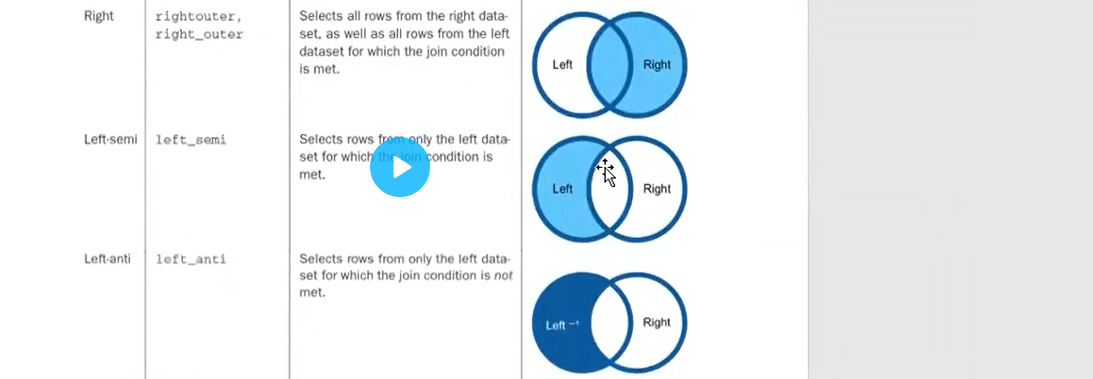 Right
rightouter,
right_outer
Selects all rows from the right data-
set, as well as all rows from the left
dataset for which the join condition
is met.
Left
Right
Left-semi
left_semi
Selects rows from only the left data-
set for which the join condition is
met.
Left
Right
Left-anti
left_anti
Selects rows from only the left data-
set for which the join condition is not
met.
Left ⁻¹
Right